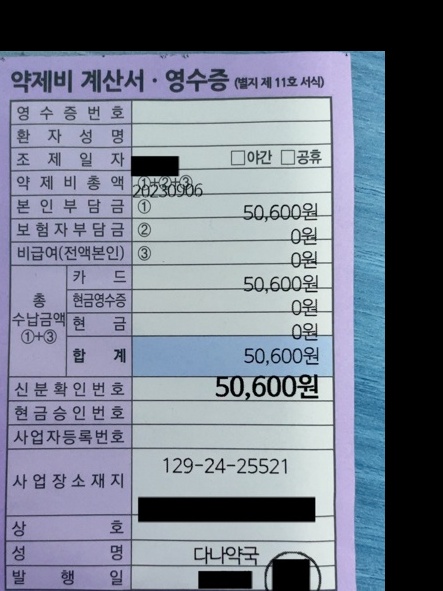 약제비 계산서 · 영수증 (별지 제 11호 서식)
영 수 증 번 호
환 자 성 명
조 제 일 자 □야간 □공휴
약 제 비 총 액 ①+②+③
20230906
본 인 부 담 금 ① 50,600원
보 험 자 부 담 금 ② 0원
비급여(전액본인) ③ 0원
총 수납금액 ①+③
카 드 50,600원
현금영수증 0원
현 금 0원
합 계 50,600원
신 분 확 인 번 호 50,600원
현 금 승 인 번 호
사업자등록번호
사 업 장 소 재 지 129-24-25521
상 호
성 명 다나약국
발 행 일